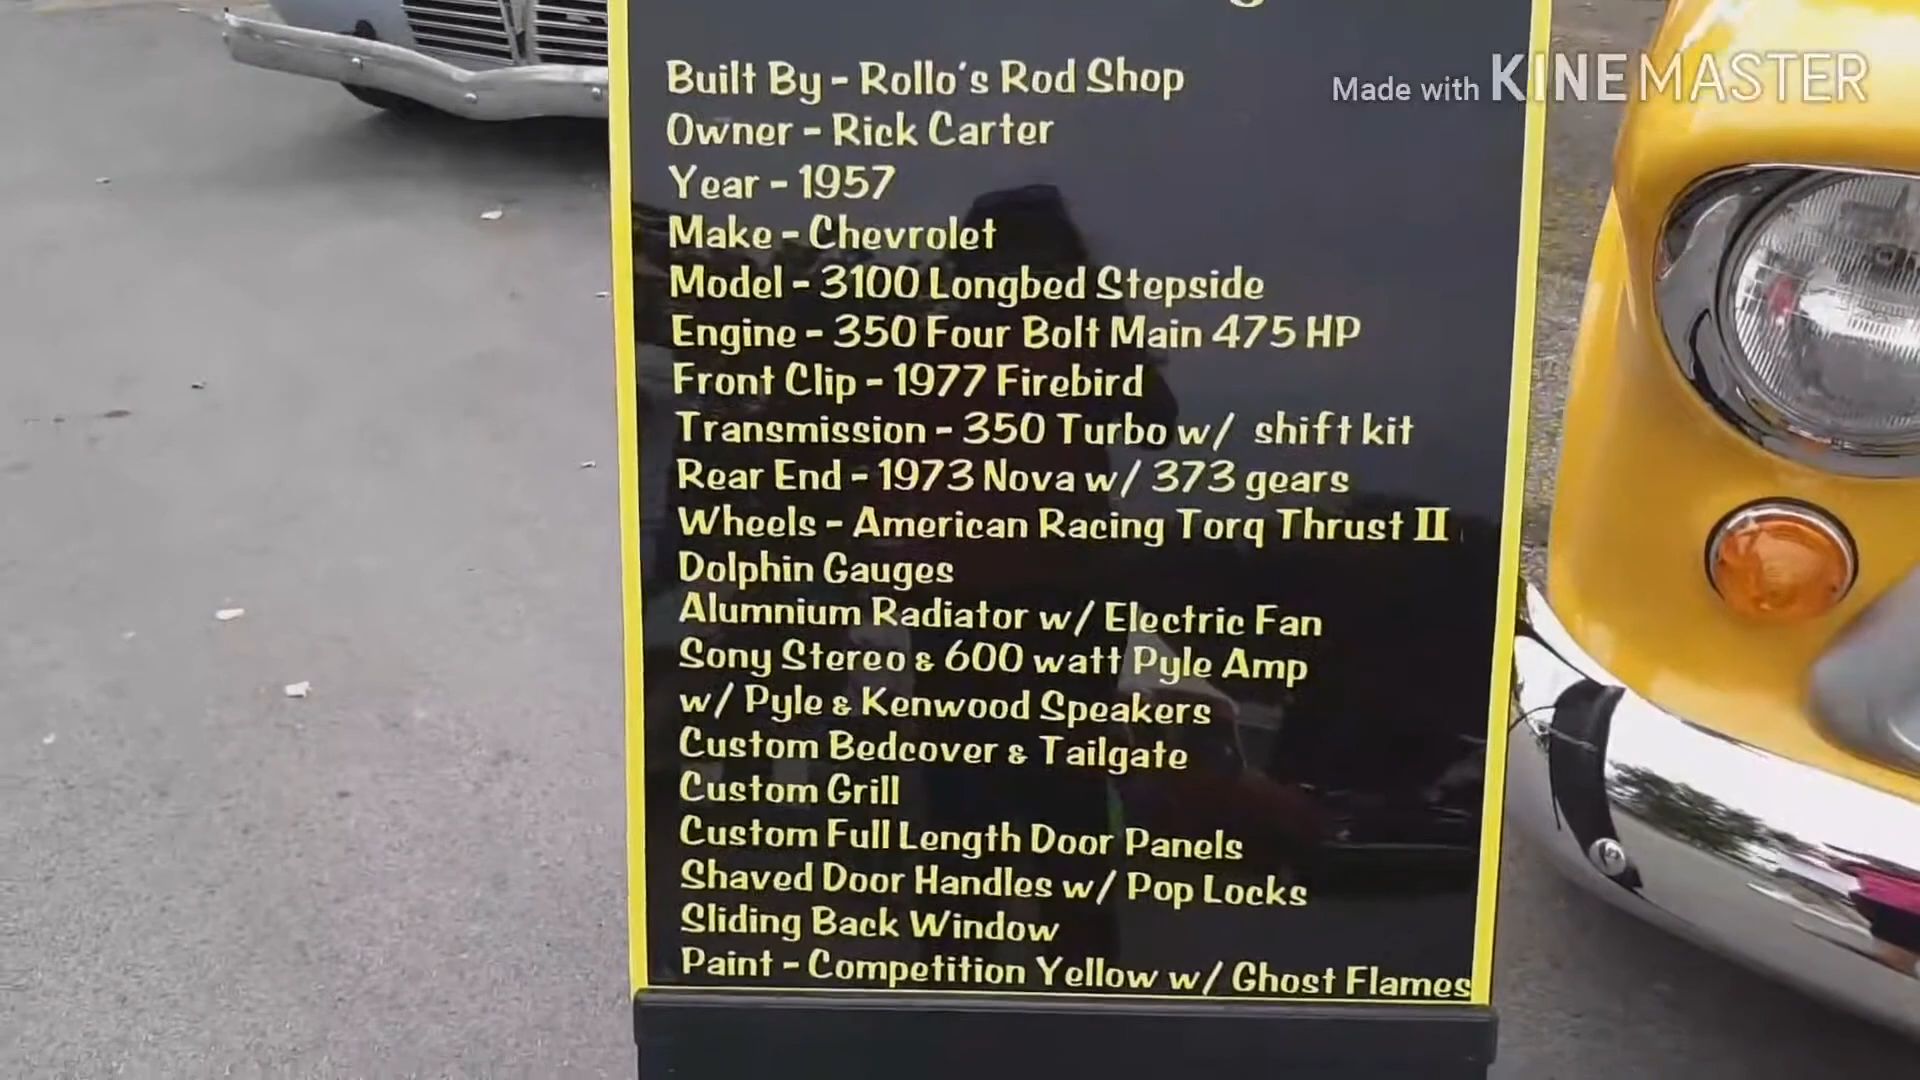 Made with KINEMASTER
Built By - Rollo's Rod Shop
Owner - Rick Carter
Year - 1957
Make - Chevrolet
Model - 3100 Longbed Stepside
Engine - 350 Four Bolt Main 475 HP
Front Clip - 1977 Firebird
Transmission - 350 Turbo w/ shift kit
Rear End - 1973 Nova w/ 373 gears
Wheels - American Racing Torq Thrust II
Dolphin Gauges
Alumnium Radiator w/ Electric Fan
Sony Stereo & 600 watt Pyle Amp
w/ Pyle & Kenwood Speakers
Custom Bedcover & Tailgate
Custom Grill
Custom Full Length Door Panels
Shaved Door Handles w/ Pop Locks
Sliding Back Window
Paint - Competition Yellow w/ Ghost Flames